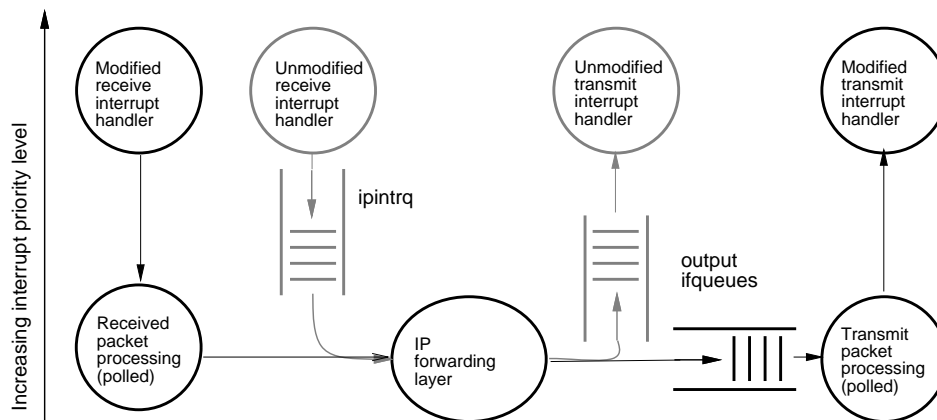 Increasing interrupt priority level
Modified
receive
interrupt
handler
Unmodified
receive
interrupt
handler
Unmodified
transmit
interrupt
handler
Modified
transmit
interrupt
handler
ipintrq
output
ifqueues
Received
packet
processing
(polled)
IP
forwarding
layer
Transmit
packet
processing
(polled)